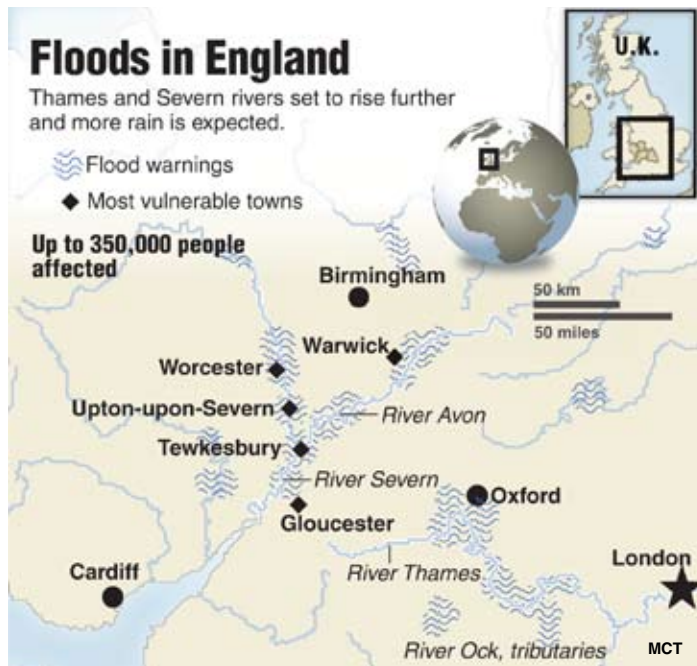 Floods in England
Thames and Severn rivers set to rise further
and more rain is expected.
Flood warnings
Most vulnerable towns
Up to 350,000 people
affected
U.K.
50 km
50 miles
Birmingham
Warwick
Worcester
Upton-upon-Severn
River Avon
Tewkesbury
River Severn
Oxford
Gloucester
London
Cardiff
River Thames
River Ock, tributaries
MCT